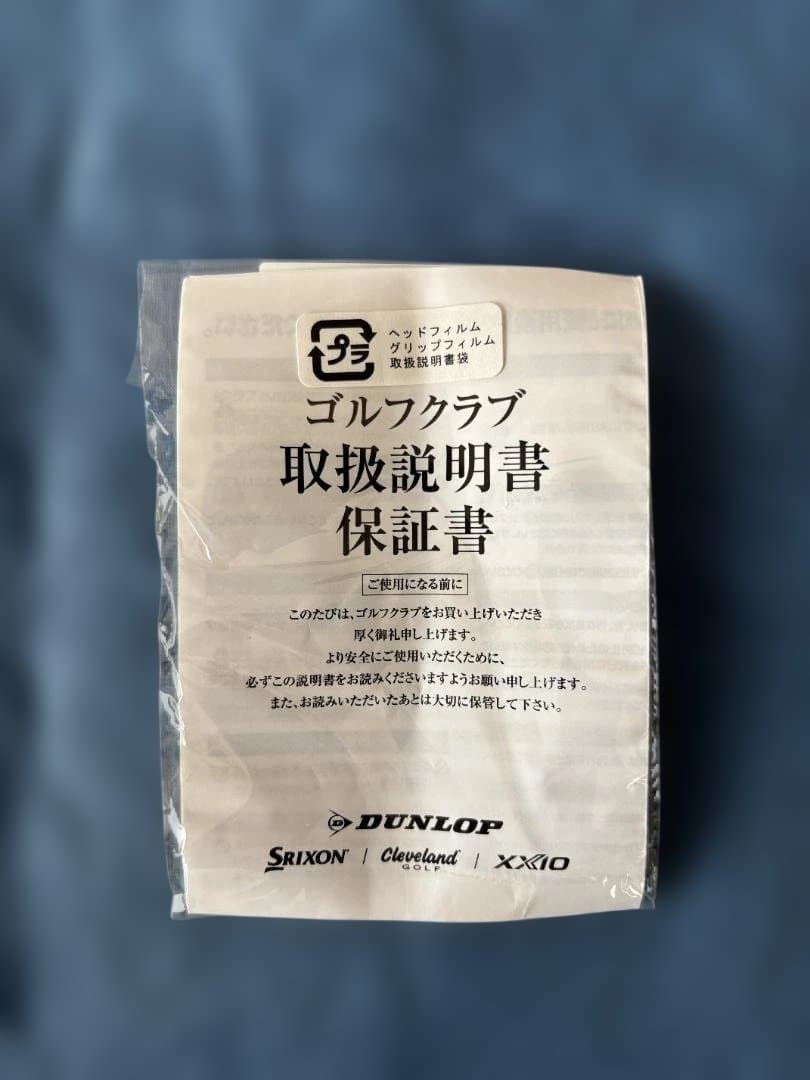 プラ
ヘッドフィルム
グリップフィルム
取扱説明書袋
ゴルフクラブ
取扱説明書
保証書
ご使用になる前に
このたびは、ゴルフクラブをお買い上げいただき
厚く御礼申し上げます。
より安全にご使用いただくために、
必ずこの説明書をお読みくださいますようお願い申し上げます。
また、お読みいただいたあとは大切に保管して下さい。
DUNLOP
SRIXON | Cleveland GOLF | XXIO